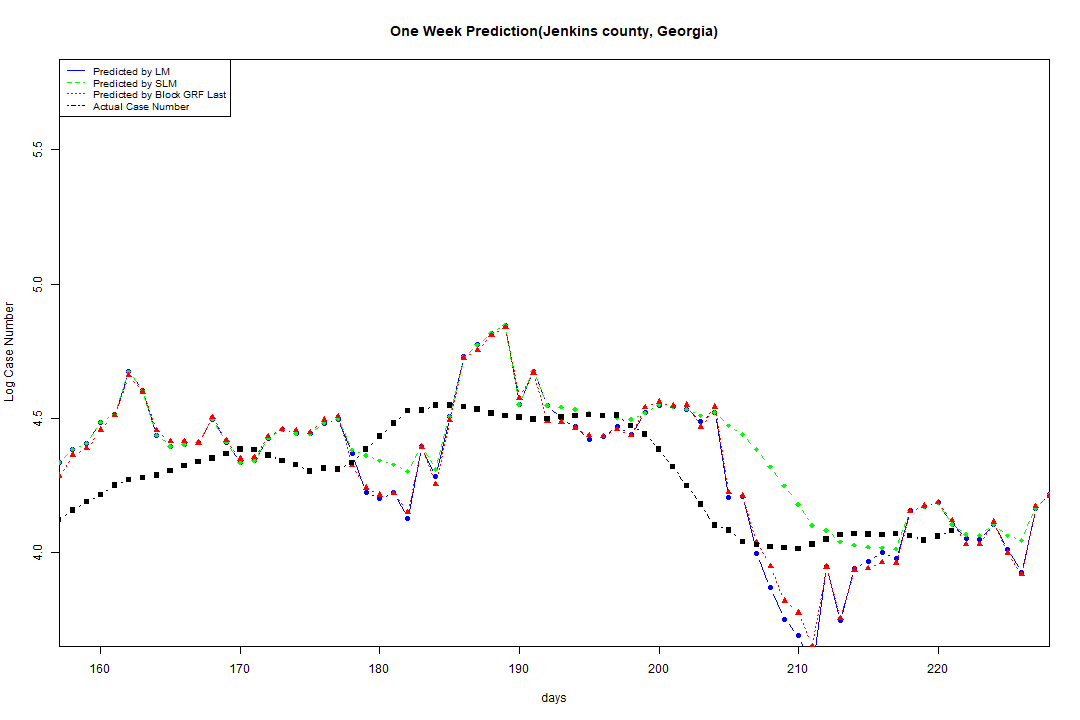 One Week Prediction(Jenkins county, Georgia)
Predicted by LM
Predicted by SLM
Predicted by Block GRF Last
Actual Case Number
5.5
5.0
4.5
4.0
Log Case Number
160 170 180 190 200 210 220
days